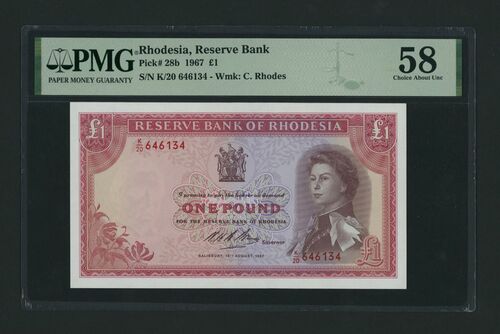 PMG
PAPER MONEY GUARANTY
Rhodesia, Reserve Bank
Pick# 28b 1967 £1
S/N K/20 646134 - Wmk: C. Rhodes
58
Choice About Unc
£1
RESERVE BANK OF RHODESIA
£1
K/20 646134
I promise to pay the bearer on demand
ONE POUND
FOR THE RESERVE BANK OF RHODESIA
Governor
SALISBURY, AUGUST, 1967
K/20 646134
£1